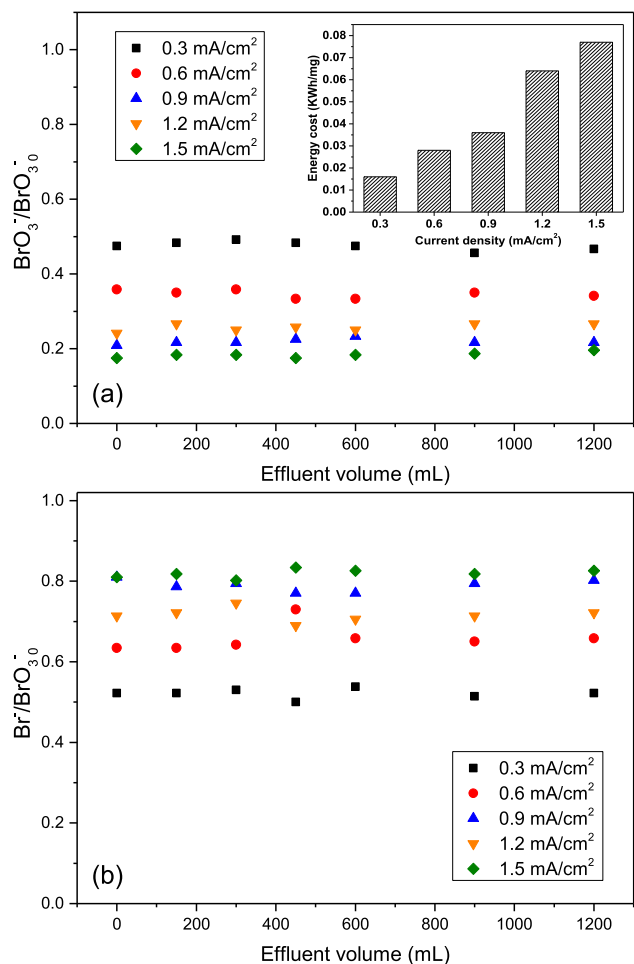 1.0
0.8
0.6
0.4
0.2
0.0
BrO₃⁻/BrO₃⁻₀
0.3 mA/cm²
0.6 mA/cm²
0.9 mA/cm²
1.2 mA/cm²
1.5 mA/cm²
0.08
0.07
0.06
0.05
0.04
0.03
0.02
0.01
0.00
Energy cost (KWh/mg)
0.3 0.6 0.9 1.2 1.5
Current density (mA/cm²)
(a)
0 200 400 600 800 1000 1200
Effluent volume (mL)
1.0
0.8
0.6
0.4
0.2
0.0
Br⁻/BrO₃⁻₀
0.3 mA/cm²
0.6 mA/cm²
0.9 mA/cm²
1.2 mA/cm²
1.5 mA/cm²
(b)
0 200 400 600 800 1000 1200
Effluent volume (mL)